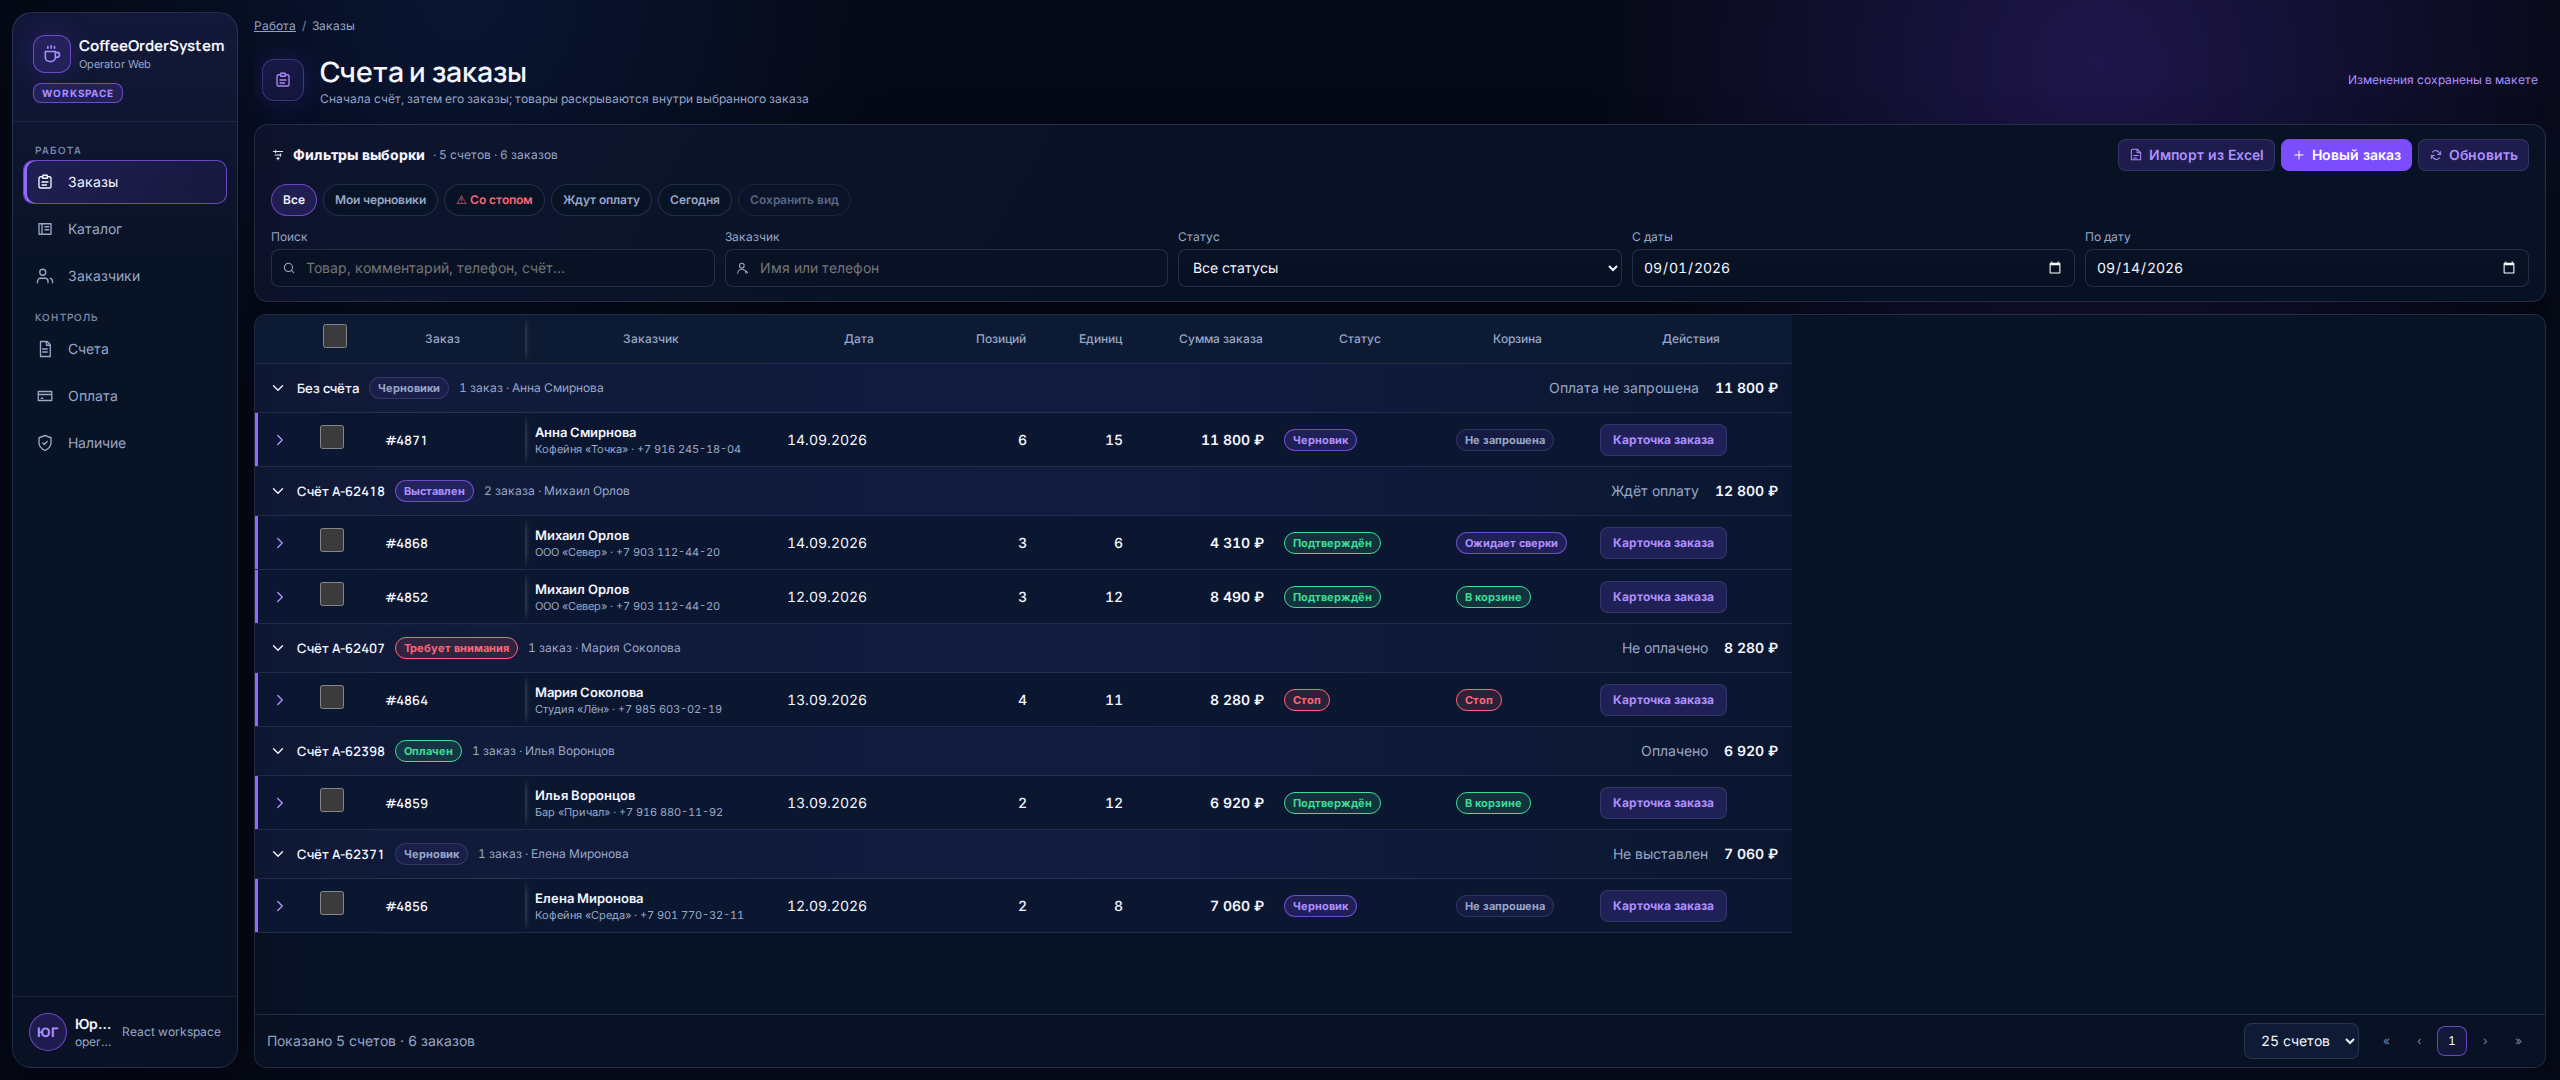 CoffeeOrderSystem
Operator Web
WORKSPACE
РАБОТА
Заказы
Каталог
Заказчики
КОНТРОЛЬ
Счета
Оплата
Наличие
ЮГ
Юр...
oper...
React workspace
Работа / Заказы
Счета и заказы
Сначала счёт, затем его заказы; товары раскрываются внутри выбранного заказа
Изменения сохранены в макете
Фильтры выборки · 5 счетов · 6 заказов
Импорт из Excel
+ Новый заказ
Обновить
Все
Мои черновики
⚠ Со стопом
Ждут оплату
Сегодня
Сохранить вид
Поиск
Товар, комментарий, телефон, счёт...
Заказчик
Имя или телефон
Статус
Все статусы
С даты
09/01/2026
По дату
09/14/2026
Заказ Заказчик Дата Позиций Единиц Сумма заказа Статус Корзина Действия
Без счёта Черновики 1 заказ · Анна Смирнова Оплата не запрошена 11 800 ₽
#4871 Анна Смирнова 14.09.2026 6 15 11 800 ₽ Черновик Не запрошена Карточка заказа
Кофейня «Точка» · +7 916 245-18-04
Счёт А-62418 Выставлен 2 заказа · Михаил Орлов Ждёт оплату 12 800 ₽
#4868 Михаил Орлов 14.09.2026 3 6 4 310 ₽ Подтверждён Ожидает сверки Карточка заказа
ООО «Север» · +7 903 112-44-20
#4852 Михаил Орлов 12.09.2026 3 12 8 490 ₽ Подтверждён В корзине Карточка заказа
ООО «Север» · +7 903 112-44-20
Счёт А-62407 Требует внимания 1 заказ · Мария Соколова Не оплачено 8 280 ₽
#4864 Мария Соколова 13.09.2026 4 11 8 280 ₽ Стоп Стоп Карточка заказа
Студия «Лён» · +7 985 603-02-19
Счёт А-62398 Оплачен 1 заказ · Илья Воронцов Оплачено 6 920 ₽
#4859 Илья Воронцов 13.09.2026 2 12 6 920 ₽ Подтверждён В корзине Карточка заказа
Бар «Причал» · +7 916 880-11-92
Счёт А-62371 Черновик 1 заказ · Елена Миронова Не выставлен 7 060 ₽
#4856 Елена Миронова 12.09.2026 2 8 7 060 ₽ Черновик Не запрошена Карточка заказа
Кофейня «Среда» · +7 901 770-32-11
Показано 5 счетов · 6 заказов
25 счетов « ‹ 1 › »